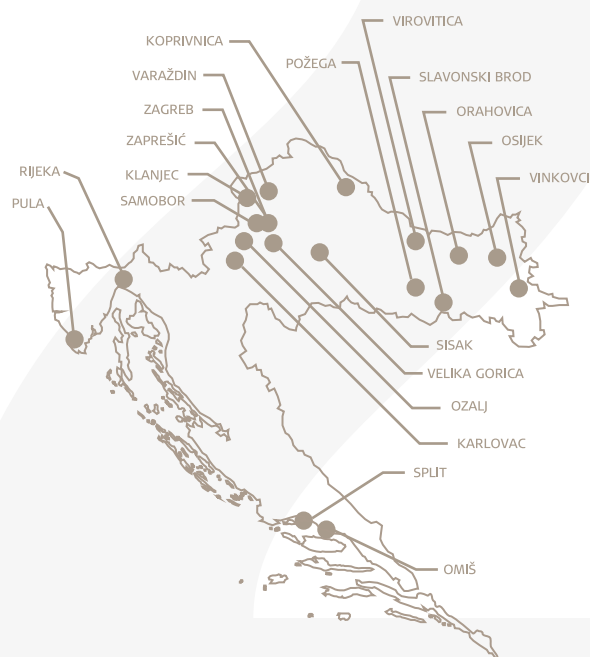 VIROVITICA
KOPRIVNICA
POŽEGA
VARAŽDIN
SLAVONSKI BROD
ZAGREB
ORAHOVICA
ZAPREŠIĆ
OSIJEK
RIJEKA
KLANJEC
VINKOVCI
PULA
SAMOBOR
SISAK
VELIKA GORICA
OZALJ
KARLOVAC
SPLIT
OMIŠ